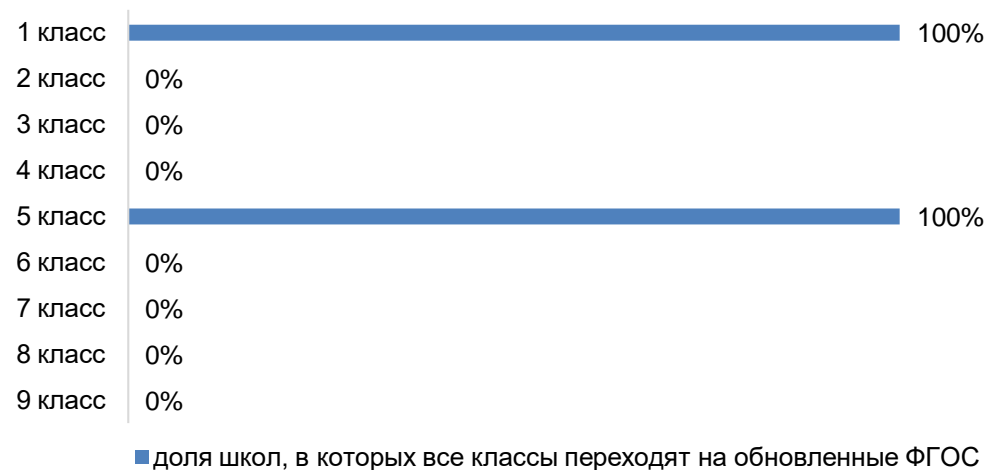 1 класс 100%
2 класс 0%
3 класс 0%
4 класс 0%
5 класс 100%
6 класс 0%
7 класс 0%
8 класс 0%
9 класс 0%
доля школ, в которых все классы переходят на обновленные ФГОС